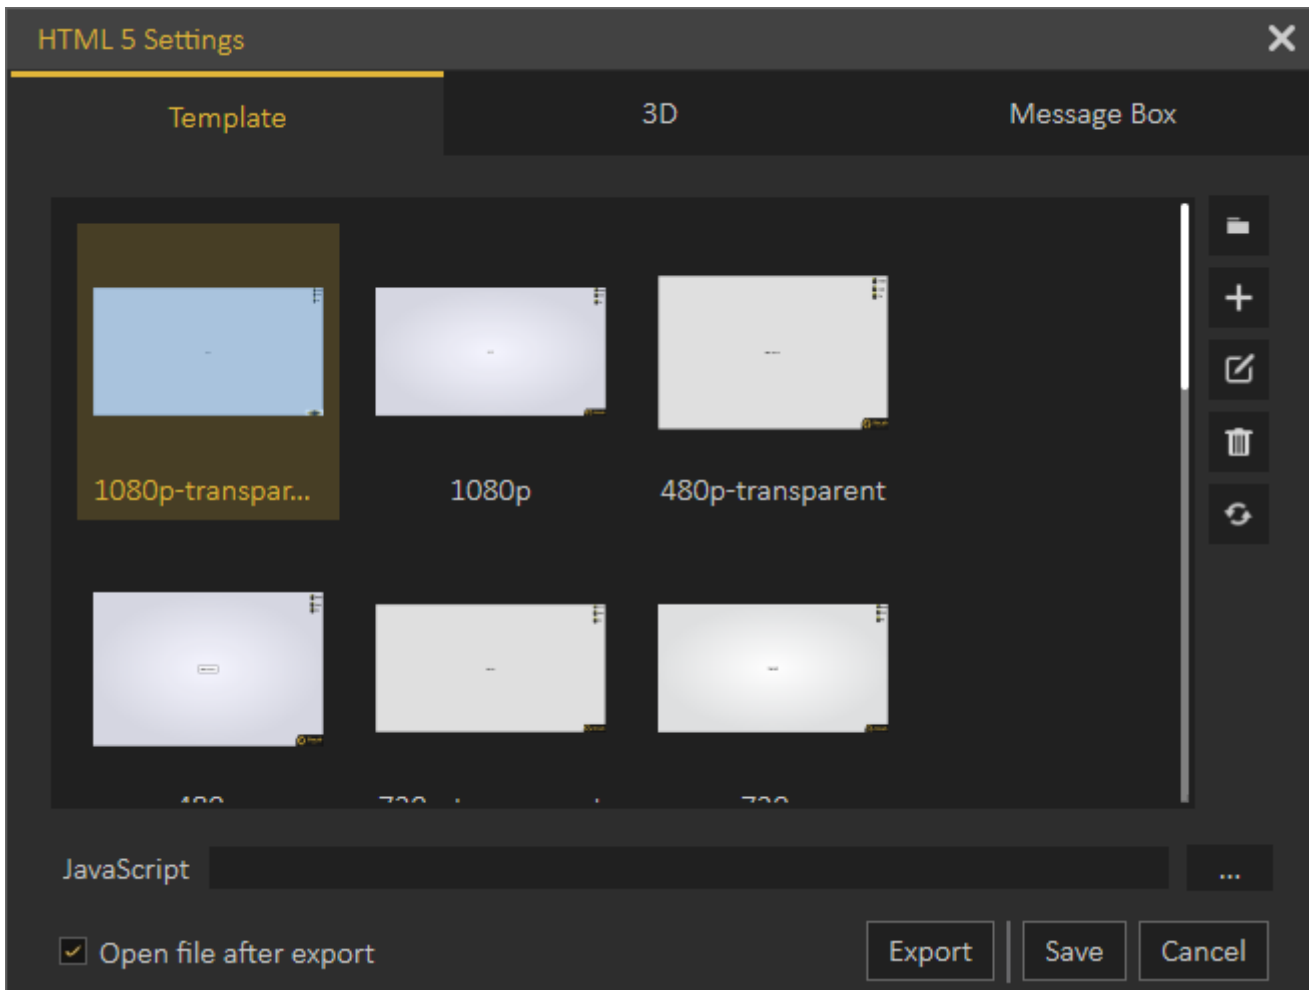 HTML 5 Settings
Template
3D
Message Box
1080p-transpar...
1080p
480p-transparent
JavaScript
...
Open file after export
Export
Save
Cancel